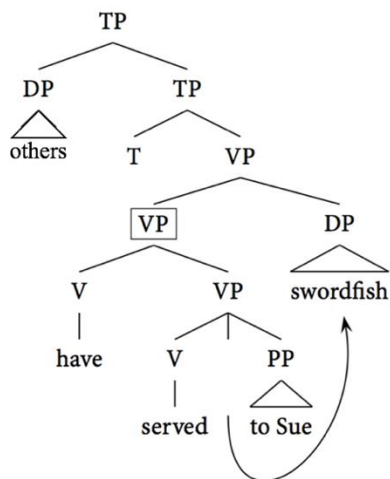 TP
DP TP
others T VP
VP DP
V VP swordfish
have V PP
served to Sue